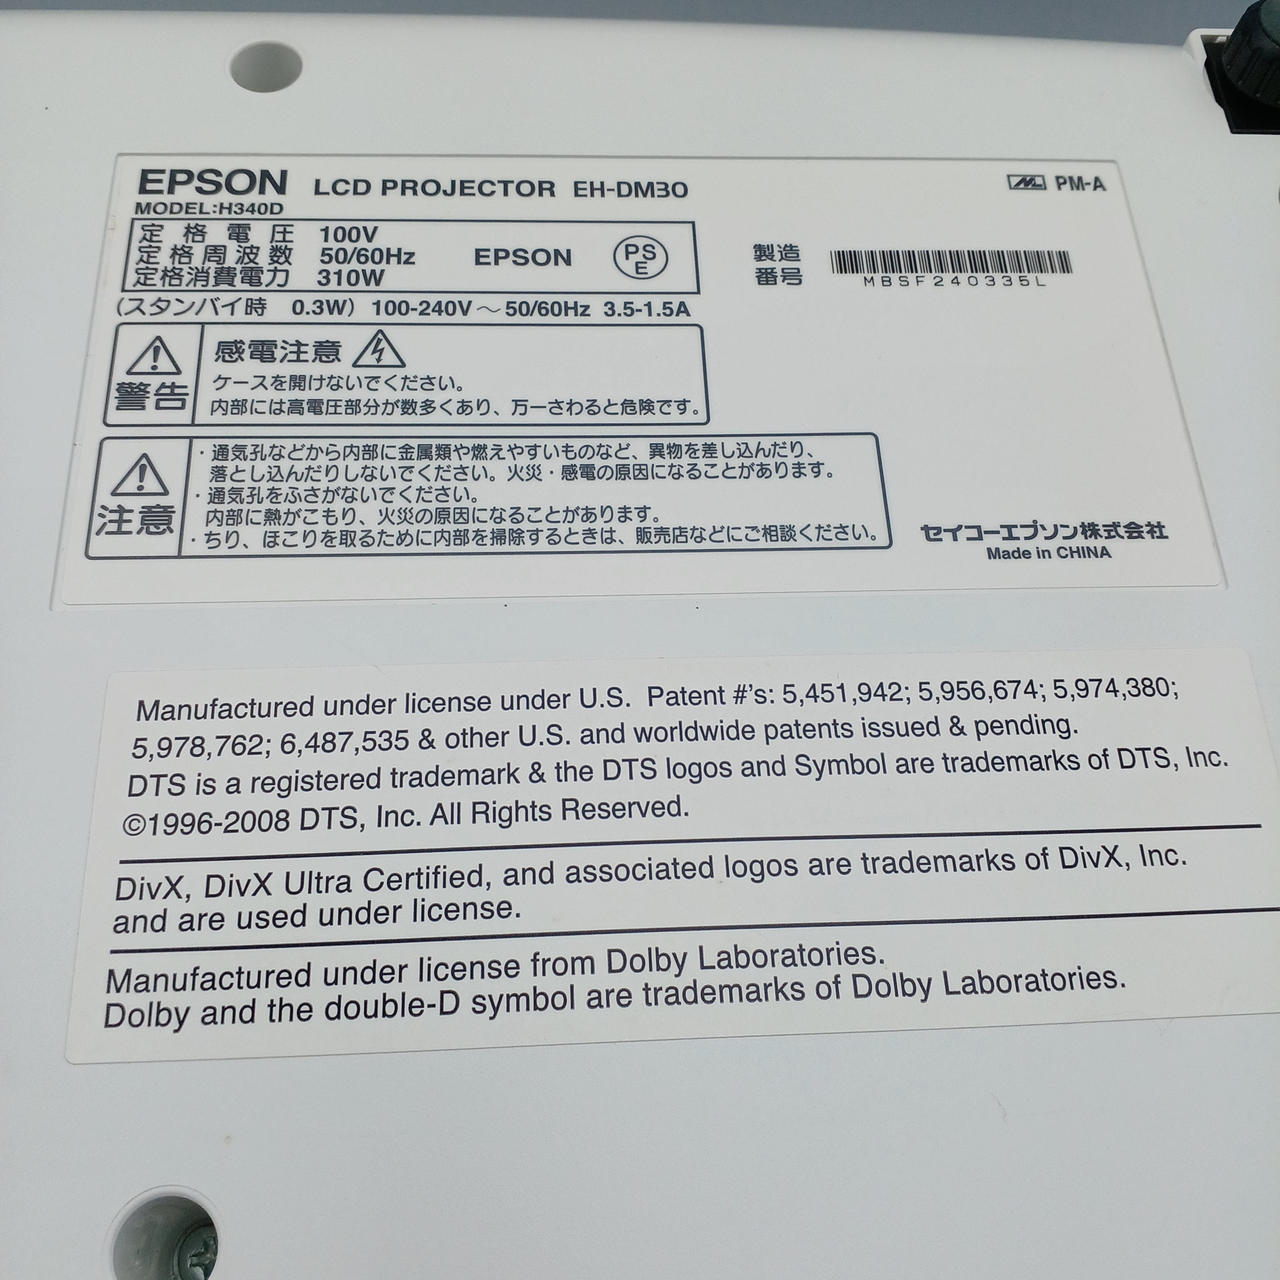 EPSON LCD PROJECTOR EH-DM30
PM-A
MODEL:H340D
定格電圧 100V
定格周波数 50/60Hz EPSON PSE
定格消費電力 310W
(スタンバイ時 0.3W) 100-240V～50/60Hz 3.5-1.5A
製造
番号
MBSF240335L
警告
感電注意
ケースを開けないでください。
内部には高電圧部分が数多くあり、万一さわると危険です。
注意
・通気孔などから内部に金属類や燃えやすいものなど、異物を差し込んだり、
落とし込んだりしないでください。火災・感電の原因になることがあります。
・通気孔をふさがないでください。
内部に熱がこもり、火災の原因になることがあります。
・ちり、ほこりを取るために内部を掃除するときは、販売店などにご相談ください。
セイコーエプソン株式会社
Made in CHINA
Manufactured under license under U.S. Patent #'s: 5,451,942; 5,956,674; 5,974,380;
5,978,762; 6,487,535 & other U.S. and worldwide patents issued & pending.
DTS is a registered trademark & the DTS logos and Symbol are trademarks of DTS, Inc.
©1996-2008 DTS, Inc. All Rights Reserved.
DivX, DivX Ultra Certified, and associated logos are trademarks of DivX, Inc.
and are used under license.
Manufactured under license from Dolby Laboratories.
Dolby and the double-D symbol are trademarks of Dolby Laboratories.